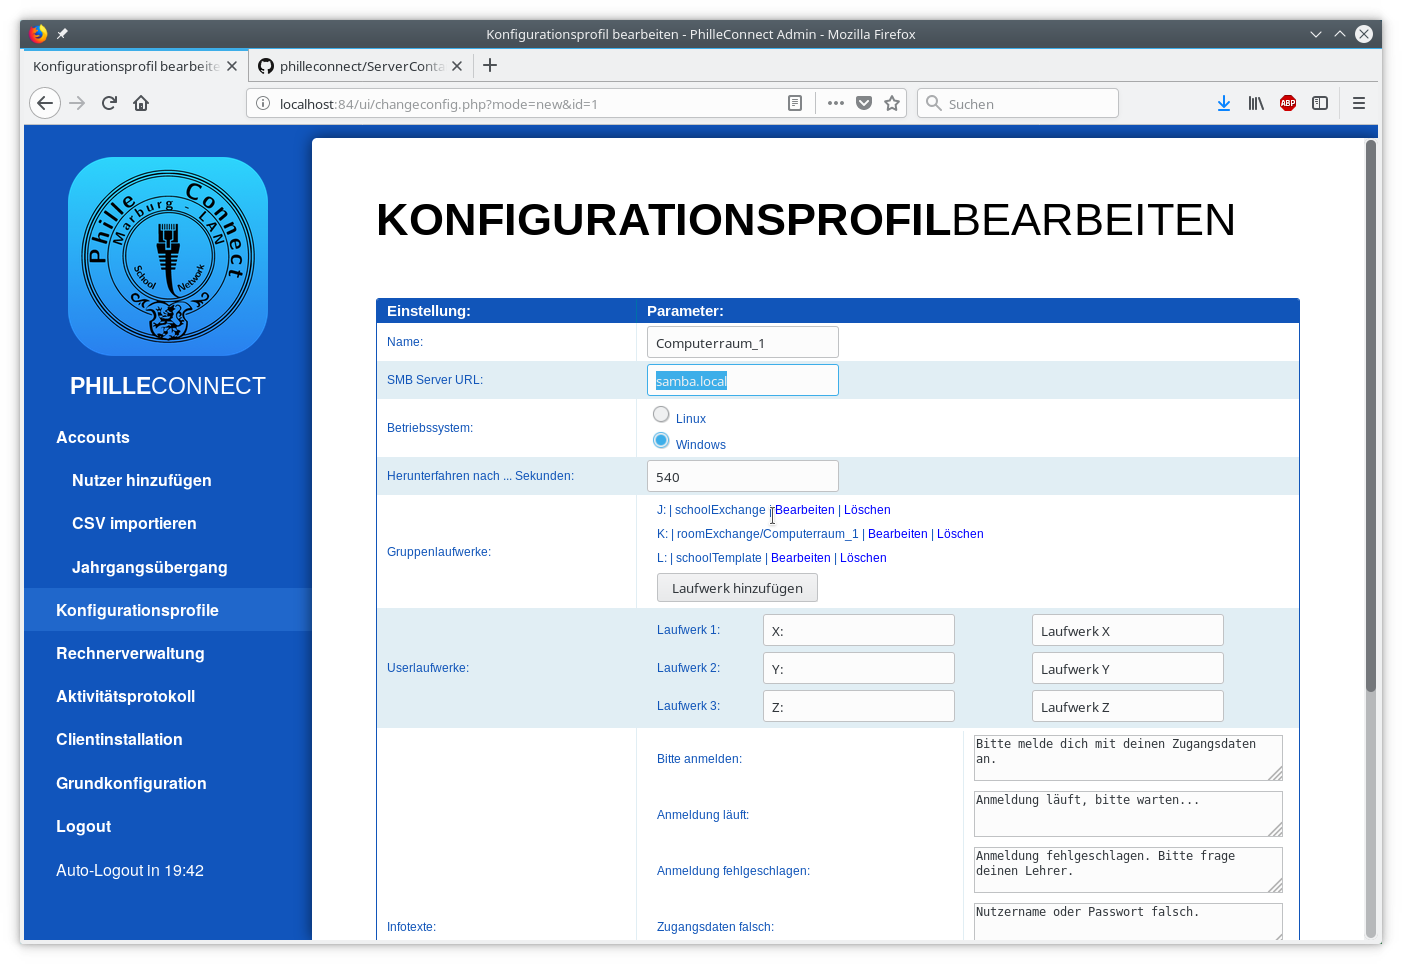 Konfigurationsprofil bearbeiten - PhilleConnect Admin - Mozilla Firefox
Konfigurationsprofil bearbeite
philleconnect/ServerConta
localhost:84/ui/changeconfig.php?mode=new&id=1
Suchen
ABP
Phille Connect
Marburg - LAN
School Network
PHILLECONNECT
Accounts
Nutzer hinzufügen
CSV importieren
Jahrgangsübergang
Konfigurationsprofile
Rechnerverwaltung
Aktivitätsprotokoll
Clientinstallation
Grundkonfiguration
Logout
Auto-Logout in 19:42
KONFIGURATIONSPROFILBEARBEITEN
Einstellung: Parameter:
Name: Computerraum_1
SMB Server URL: samba.local
Betriebssystem:
Linux
Windows
Herunterfahren nach ... Sekunden: 540
Gruppenlaufwerke:
J: | schoolExchange | Bearbeiten | Löschen
K: | roomExchange/Computerraum_1 | Bearbeiten | Löschen
L: | schoolTemplate | Bearbeiten | Löschen
Laufwerk hinzufügen
Userlaufwerke:
Laufwerk 1: X: Laufwerk X
Laufwerk 2: Y: Laufwerk Y
Laufwerk 3: Z: Laufwerk Z
Infotexte:
Bitte anmelden:
Bitte melde dich mit deinen Zugangsdaten
an.
Anmeldung läuft:
Anmeldung läuft, bitte warten...
Anmeldung fehlgeschlagen:
Anmeldung fehlgeschlagen. Bitte frage
deinen Lehrer.
Zugangsdaten falsch:
Nutzername oder Passwort falsch.